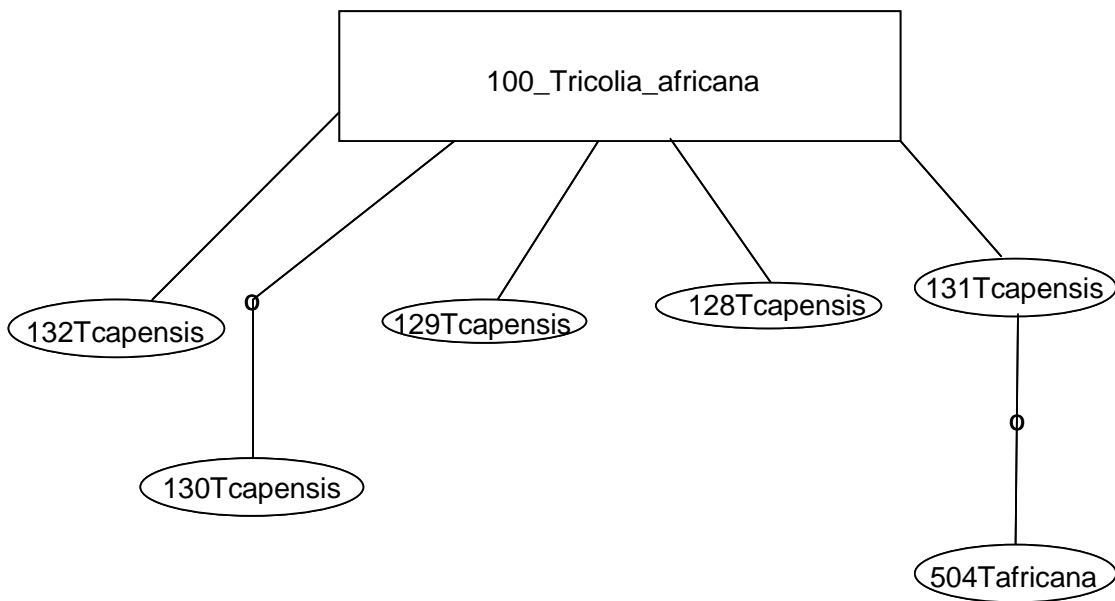 100_Tricolia_africana
131Tcapensis
128Tcapensis
129Tcapensis
132Tcapensis
o
130Tcapensis
o
504Tafricana